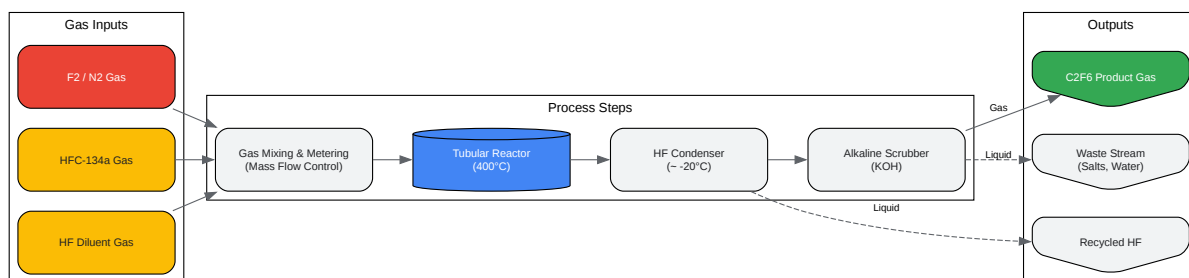 Gas Inputs
F2 / N2 Gas
HFC-134a Gas
HF Diluent Gas
Process Steps
Gas Mixing & Metering
(Mass Flow Control)
Tubular Reactor
(400°C)
HF Condenser
(~ -20°C)
Alkaline Scrubber
(KOH)
Gas
Liquid
Liquid
Outputs
C2F6 Product Gas
Waste Stream
(Salts, Water)
Recycled HF